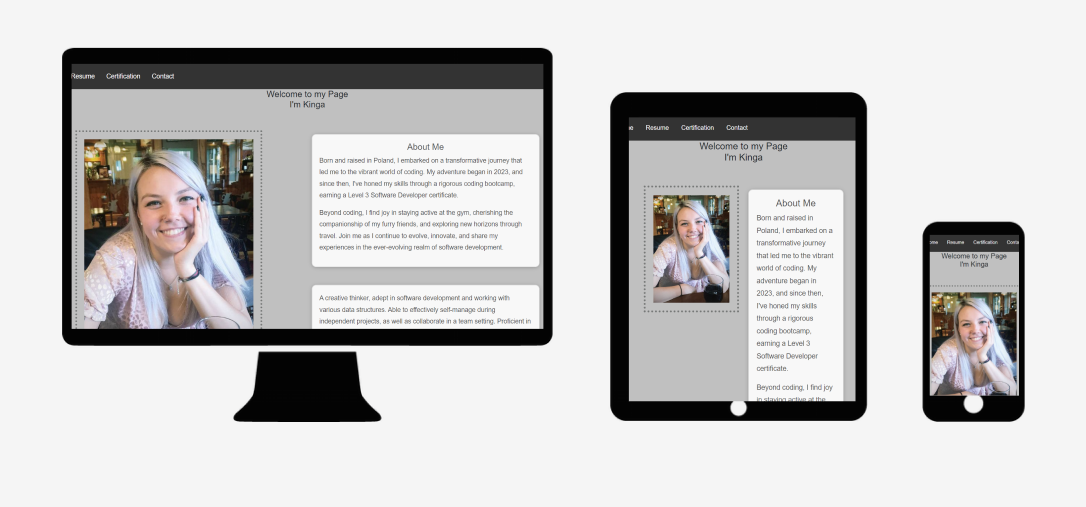 Resume Certification Contact
Welcome to my Page
I'm Kinga
About Me
Born and raised in Poland, I embarked on a transformative journey that
led me to the vibrant world of coding. My adventure began in 2023, and
since then, I've honed my skills through a rigorous coding bootcamp,
earning a Level 3 Software Developer certificate.
Beyond coding, I find joy in staying active at the gym, cherishing the
companionship of my furry friends, and exploring new horizons through
travel. Join me as I continue to evolve, innovate, and share my
experiences in the ever-evolving realm of software development.
A creative thinker, adept in software development and working with
various data structures. Able to effectively self-manage during
independent projects, as well as collaborate in a team setting. Proficient in
e Resume Certification Contact
Welcome to my Page
I'm Kinga
About Me
Born and raised in
Poland, I embarked on a
transformative journey
that led me to the vibrant
world of coding. My
adventure began in
2023, and since then,
I've honed my skills
through a rigorous
coding bootcamp,
earning a Level 3
Software Developer
certificate.
Beyond coding, I find joy
in staying active at the
ome Resume Certification Conta
Welcome to my Page
I'm Kinga